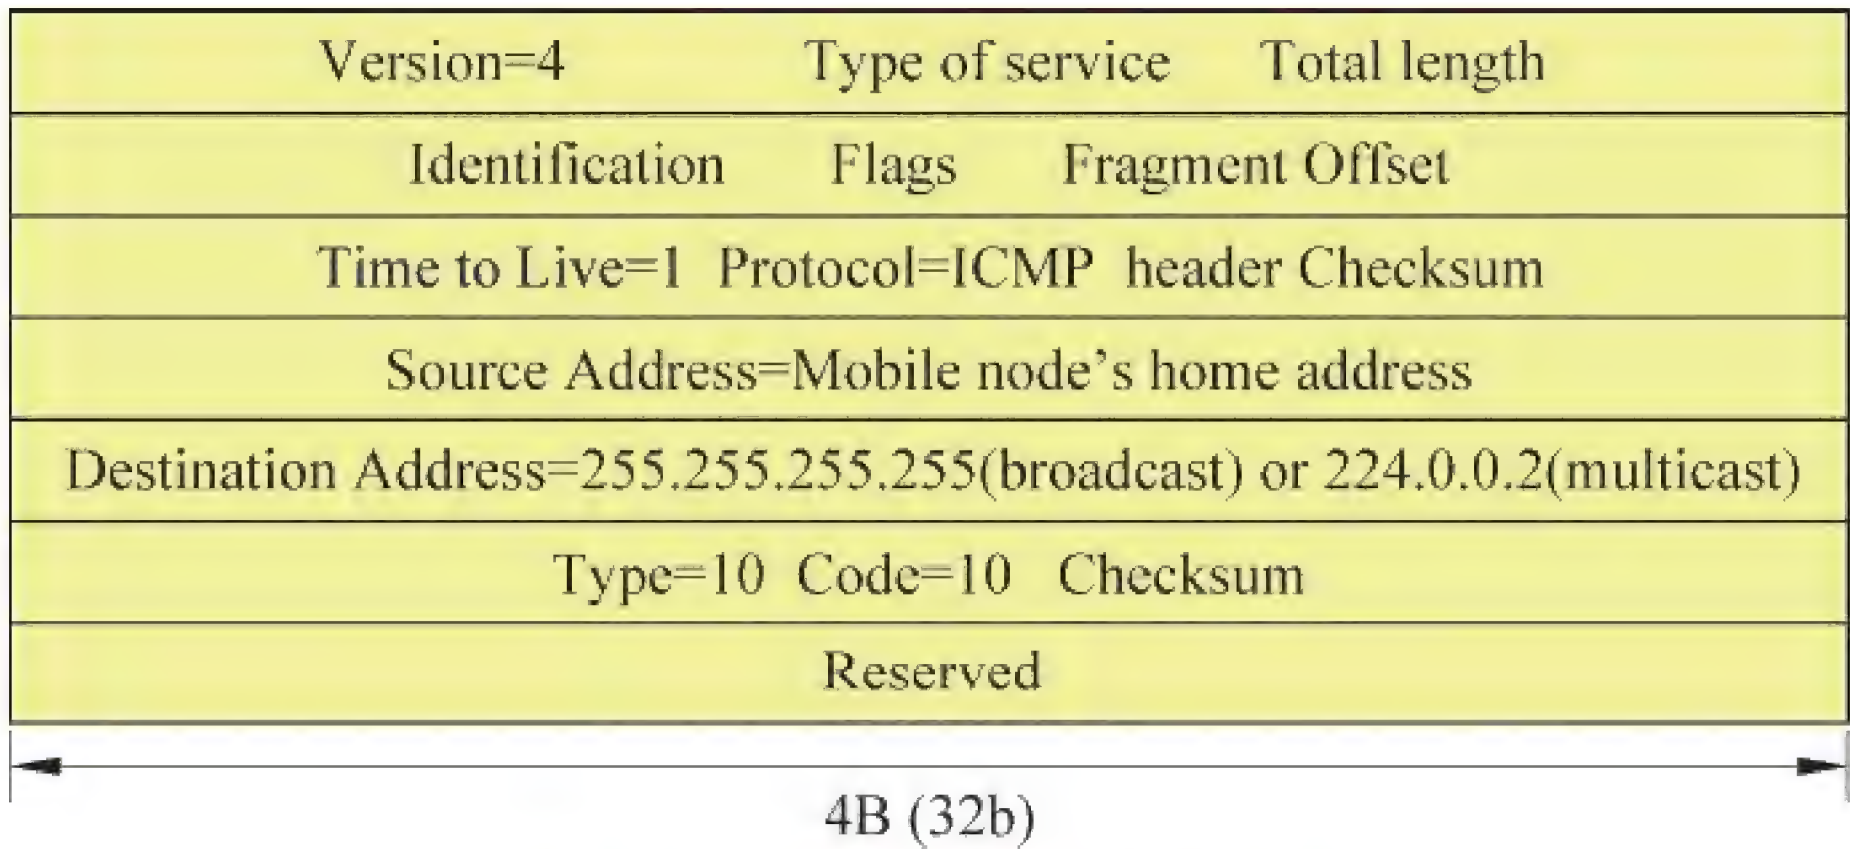 Version=4 Type of service Total length
Identification Flags Fragment Offset
Time to Live=1 Protocol=ICMP header Checksum
Source Address=Mobile node's home address
Destination Address=255.255.255.255(broadcast) or 224.0.0.2(multicast)
Type=10 Code=10 Checksum
Reserved
4B (32b)